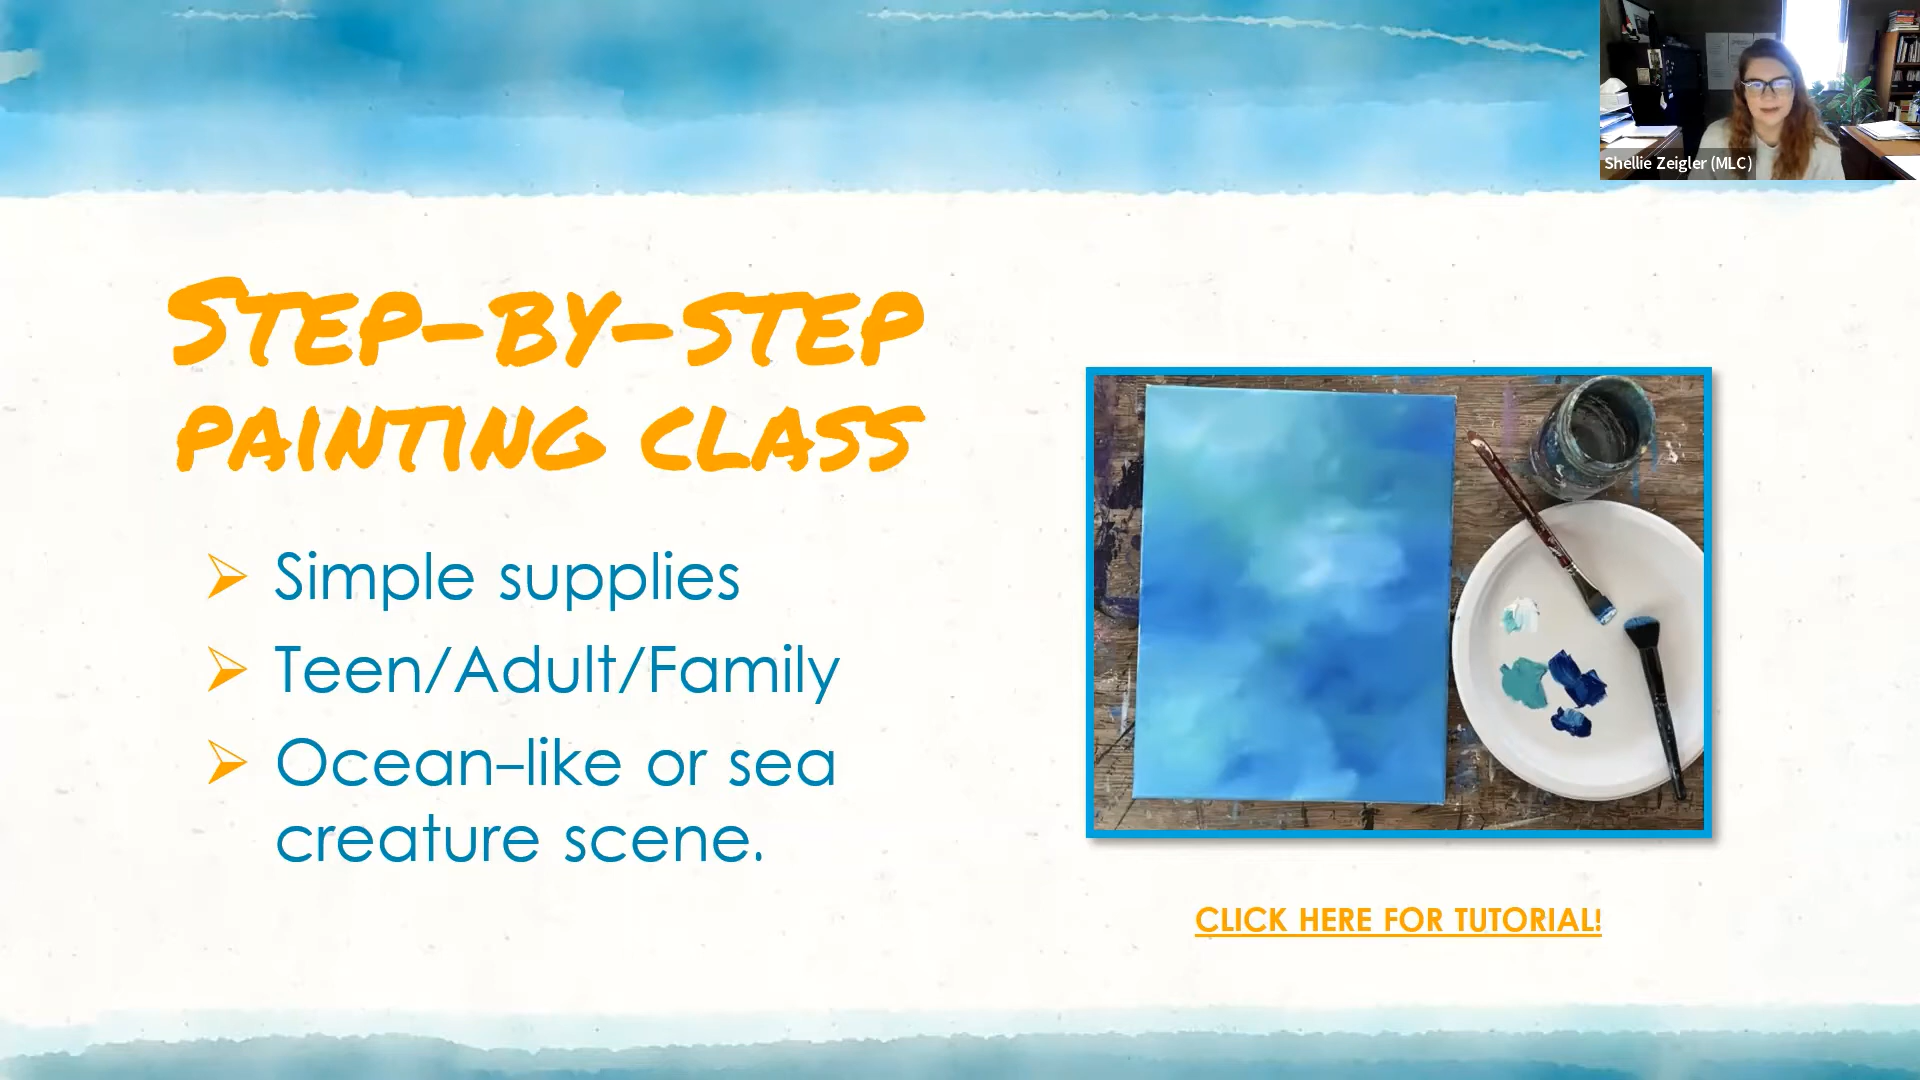 Shellie Zeigler (MLC)
Step-by-step
painting class
Simple supplies
Teen/Adult/Family
Ocean-like or sea
creature scene.
CLICK HERE FOR TUTORIAL!